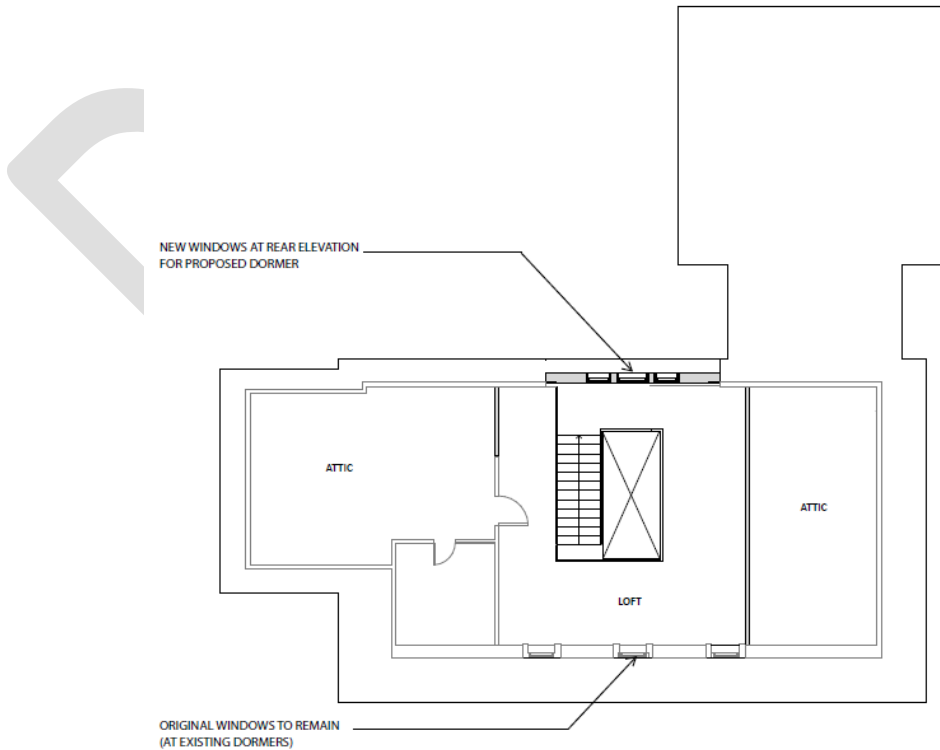 NEW WINDOWS AT REAR ELEVATION
FOR PROPOSED DORMER
ATTIC
ATTIC
LOFT
ORIGINAL WINDOWS TO REMAIN
(AT EXISTING DORMERS)